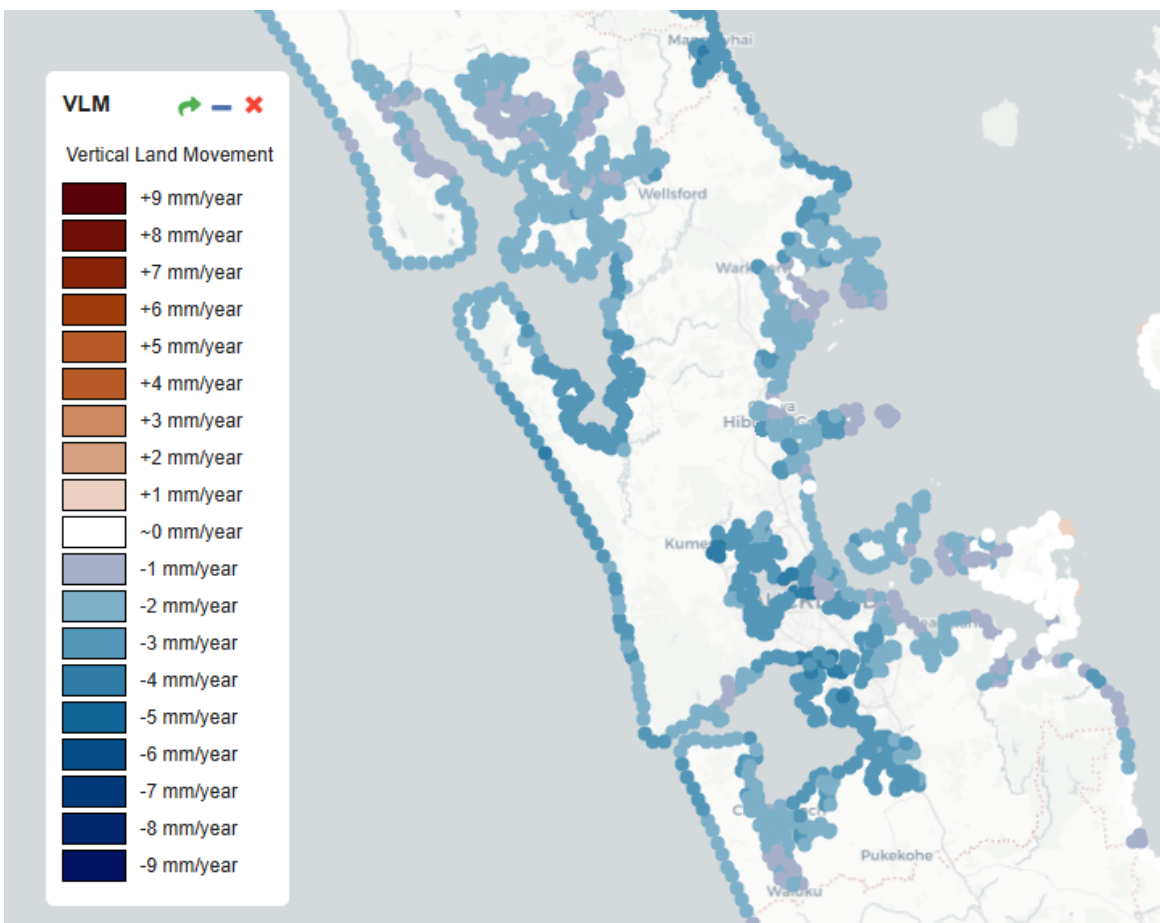 VLM
Vertical Land Movement
+9 mm/year
+8 mm/year
+7 mm/year
+6 mm/year
+5 mm/year
+4 mm/year
+3 mm/year
+2 mm/year
+1 mm/year
~0 mm/year
-1 mm/year
-2 mm/year
-3 mm/year
-4 mm/year
-5 mm/year
-6 mm/year
-7 mm/year
-8 mm/year
-9 mm/year
Wellsford
Pukekohe
Waiuku